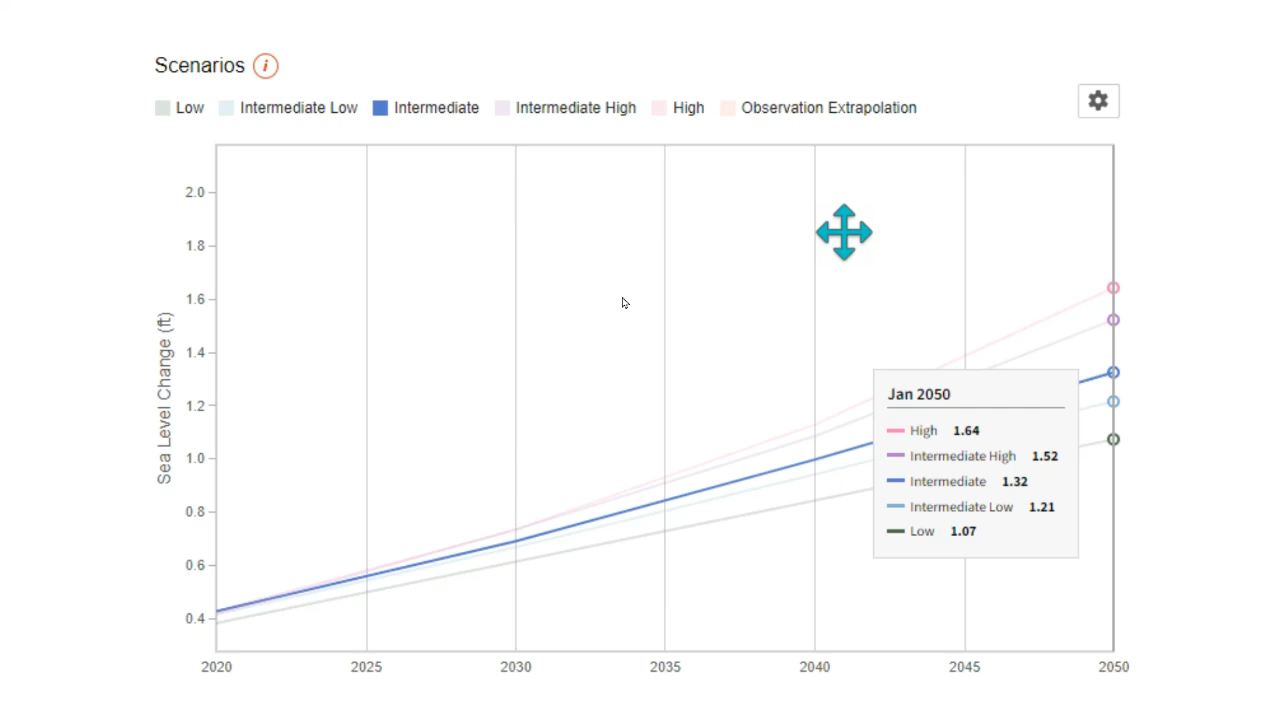 Scenarios i
Low Intermediate Low Intermediate Intermediate High High Observation Extrapolation
Sea Level Change (ft)
2.0
1.8
1.6
1.4
1.2
1.0
0.8
0.6
0.4
Jan 2050
High 1.64
Intermediate High 1.52
Intermediate 1.32
Intermediate Low 1.21
Low 1.07
2020 2025 2030 2035 2040 2045 2050